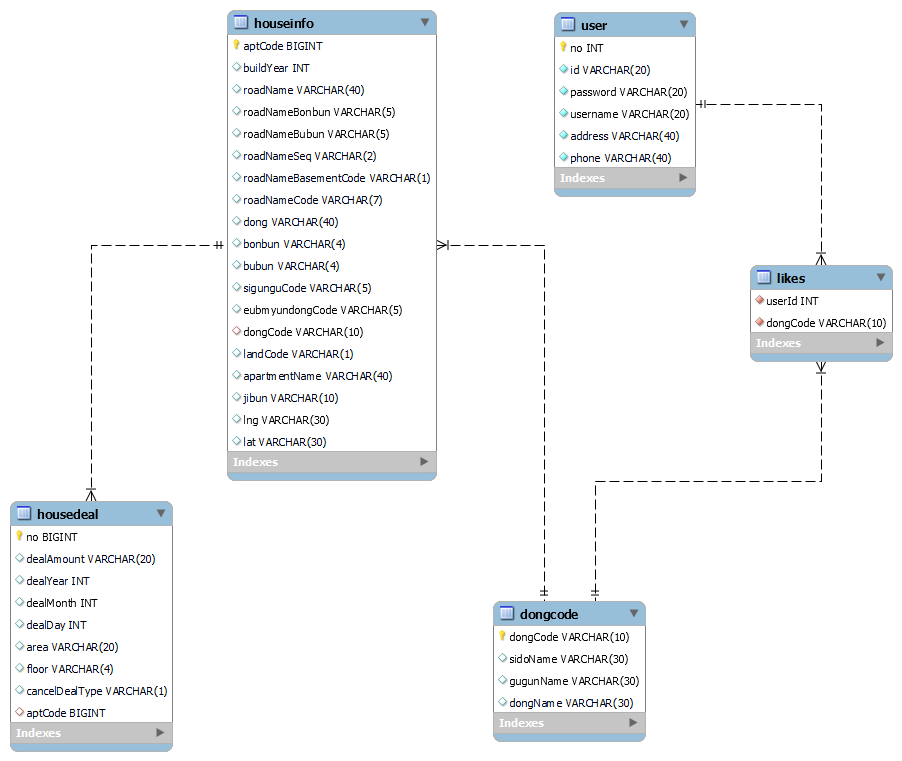 houseinfo
aptCode BIGINT
buildYear INT
roadName VARCHAR(40)
roadNameBonbun VARCHAR(5)
roadNameBubun VARCHAR(5)
roadNameSeq VARCHAR(2)
roadNameBasementCode VARCHAR(1)
roadNameCode VARCHAR(7)
dong VARCHAR(40)
bonbun VARCHAR(4)
bubun VARCHAR(4)
sigunguCode VARCHAR(5)
eubmyundongCode VARCHAR(5)
dongCode VARCHAR(10)
landCode VARCHAR(1)
apartmentName VARCHAR(40)
jibun VARCHAR(10)
lng VARCHAR(30)
lat VARCHAR(30)
Indexes
user
no INT
id VARCHAR(20)
password VARCHAR(20)
username VARCHAR(20)
address VARCHAR(40)
phone VARCHAR(40)
Indexes
likes
userId INT
dongCode VARCHAR(10)
Indexes
housedeal
no BIGINT
dealAmount VARCHAR(20)
dealYear INT
dealMonth INT
dealDay INT
area VARCHAR(20)
floor VARCHAR(4)
cancelDealType VARCHAR(1)
aptCode BIGINT
Indexes
dongcode
dongCode VARCHAR(10)
sidoName VARCHAR(30)
gugunName VARCHAR(30)
dongName VARCHAR(30)
Indexes